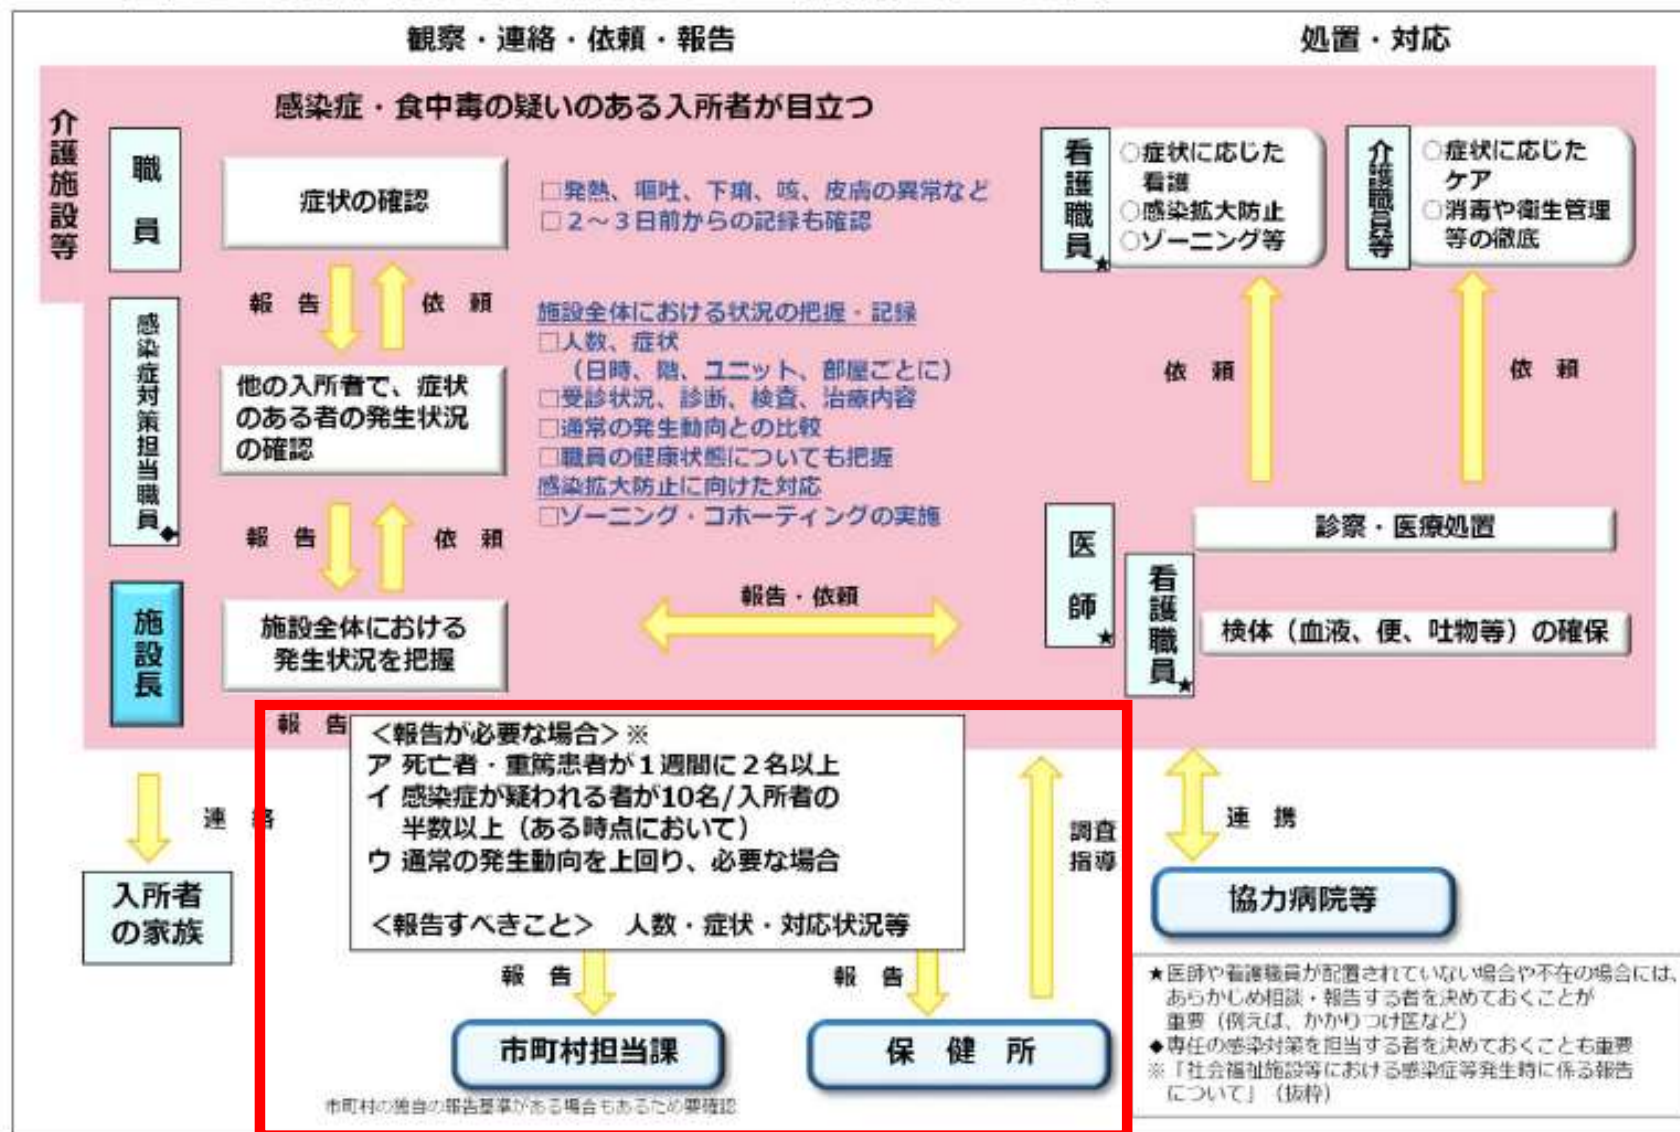 観察・連絡・依頼・報告
処置・対応
介護施設等
感染症・食中毒の疑いのある入所者が目立つ
職員
症状の確認
□発熱、嘔吐、下痢、咳、皮膚の異常など
□２～３日前からの記録も確認
報告
依頼
感染症対策担当職員◆
他の入所者で、症状
のある者の発生状況
の確認
施設全体における状況の把握・記録
□人数、症状
（日時、階、ユニット、部屋ごとに）
□受診状況、診断、検査、治療内容
□通常の発生動向との比較
□職員の健康状態についても把握
感染拡大防止に向けた対応
□ゾーニング・コホーティングの実施
報告
依頼
施設長
施設全体における
発生状況を把握
報告・依頼
看護職員★
○症状に応じた
看護
○感染拡大防止
○ゾーニング等
介護職員等
○症状に応じた
ケア
○消毒や衛生管理
等の徹底
依頼
依頼
医師★
看護職員★
診察・医療処置
検体（血液、便、吐物等）の確保
報告
＜報告が必要な場合＞※
ア 死亡者・重篤患者が１週間に２名以上
イ 感染症が疑われる者が10名/入所者の
半数以上（ある時点において）
ウ 通常の発生動向を上回り、必要な場合
＜報告すべきこと＞ 人数・症状・対応状況等
連絡
入所者
の家族
報告
報告
調査
指導
連携
市町村担当課
保健所
協力病院等
市町村の独自の報告基準がある場合もあるため要確認
★医師や看護職員が配置されていない場合や不在の場合には、
あらかじめ相談・報告する者を決めておくことが
重要（例えば、かかりつけ医など）
◆専任の感染対策を担当する者を決めておくことも重要
※「社会福祉施設等における感染症等発生時に係る報告
について」（抜粋）